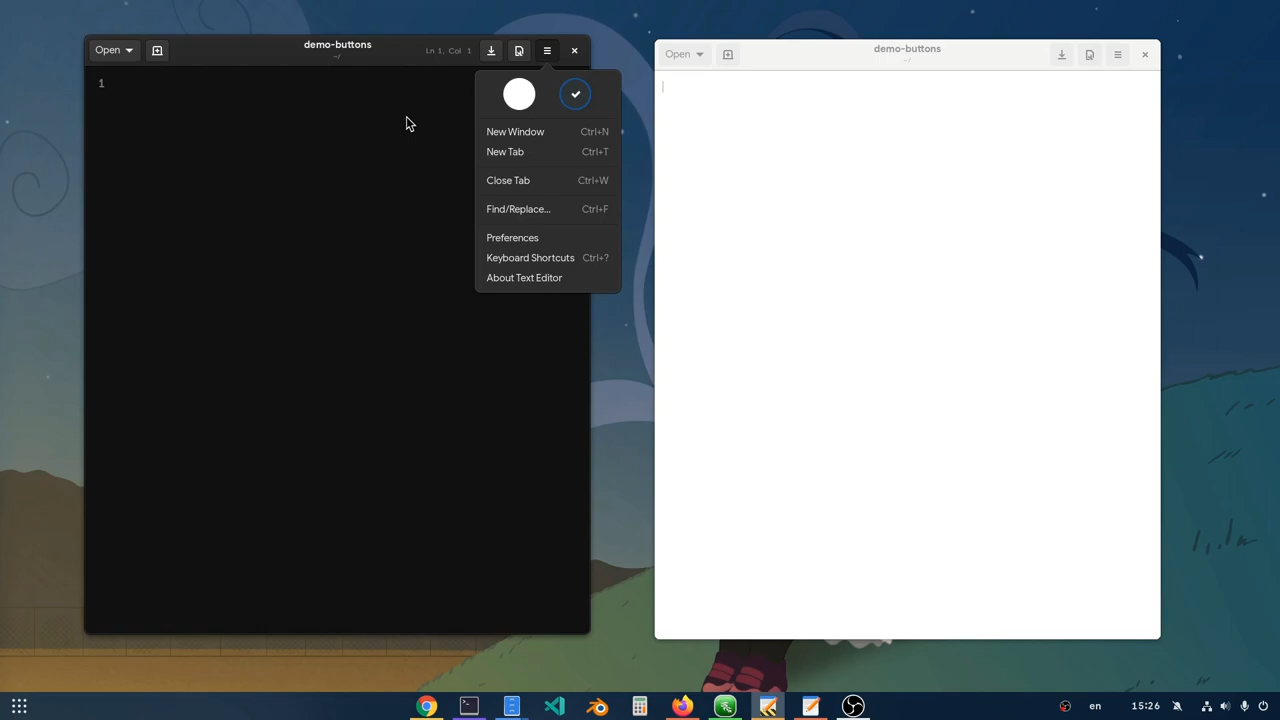 Open
demo-buttons
~/
Ln 1, Col 1
1
New Window Ctrl+N
New Tab Ctrl+T
Close Tab Ctrl+W
Find/Replace... Ctrl+F
Preferences
Keyboard Shortcuts Ctrl+?
About Text Editor
Open
demo-buttons
~/
en
15:26